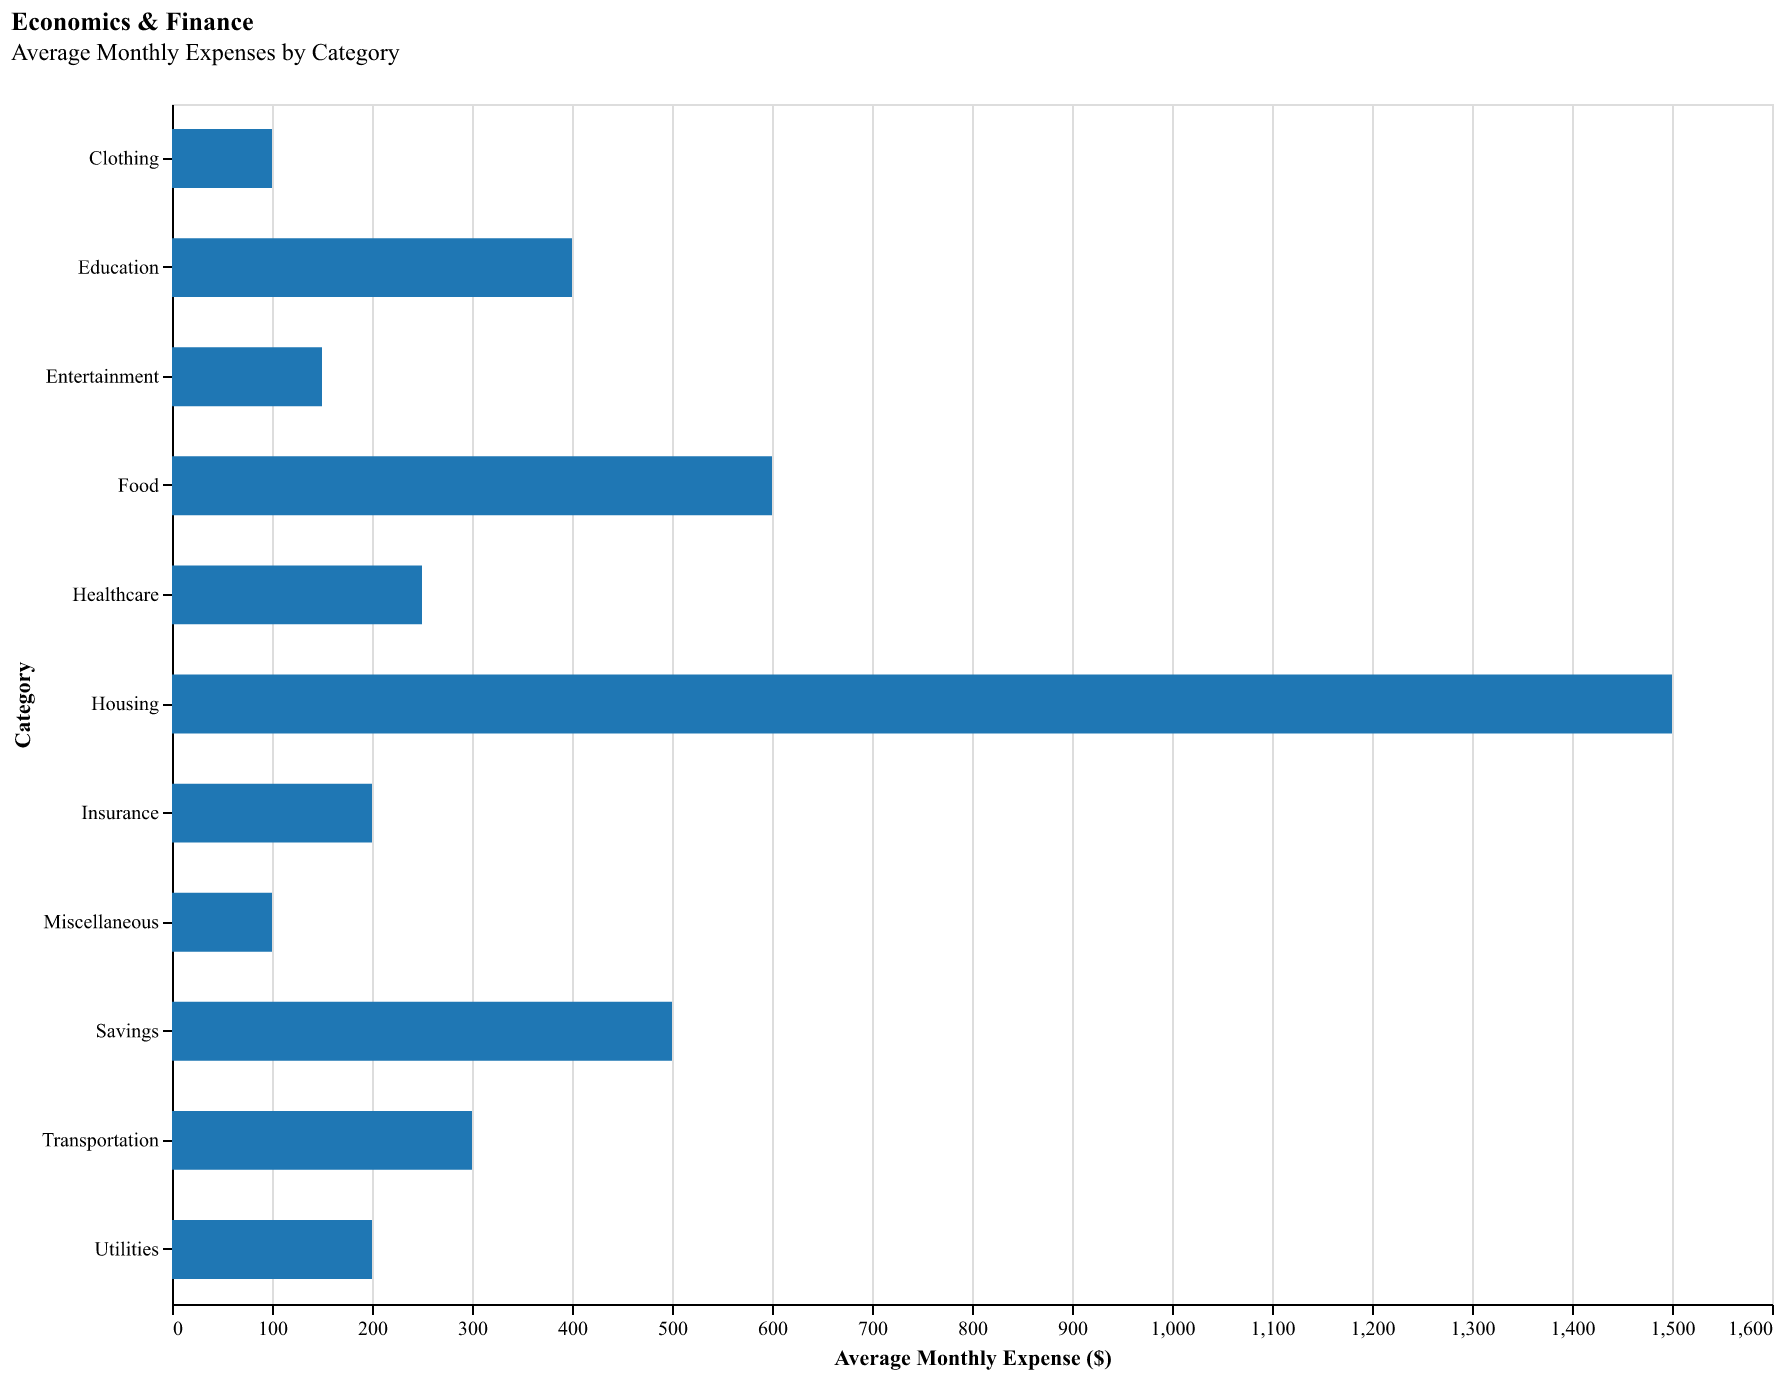 Economics & Finance
Average Monthly Expenses by Category
Category
Clothing
Education
Entertainment
Food
Healthcare
Housing
Insurance
Miscellaneous
Savings
Transportation
Utilities
0 100 200 300 400 500 600 700 800 900 1,000 1,100 1,200 1,300 1,400 1,500 1,600
Average Monthly Expense ($)